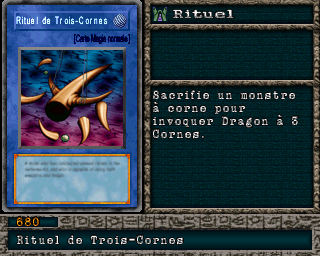 Rituel de Trois-Cornes
[Carte Magie normale]
Rituel
Sacrifie un monstre
à corne pour
invoquer Dragon à 3
Cornes.
680
Rituel de Trois-Cornes